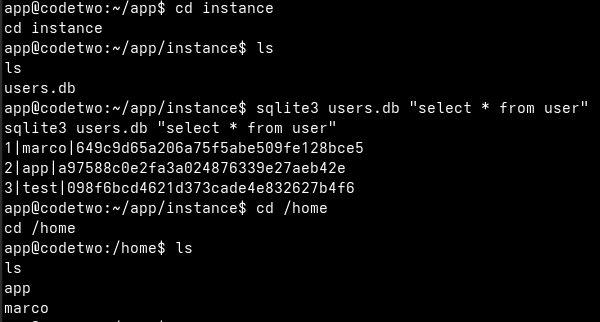 app@codetwo:~/app$ cd instance
cd instance
app@codetwo:~/app/instance$ ls
ls
users.db
app@codetwo:~/app/instance$ sqlite3 users.db "select * from user"
sqlite3 users.db "select * from user"
1|marco|649c9d65a206a75f5abe509fe128bce5
2|app|a97588c0e2fa3a024876339e27aeb42e
3|test|098f6bcd4621d373cade4e832627b4f6
app@codetwo:~/app/instance$ cd /home
cd /home
app@codetwo:/home$ ls
ls
app
marco